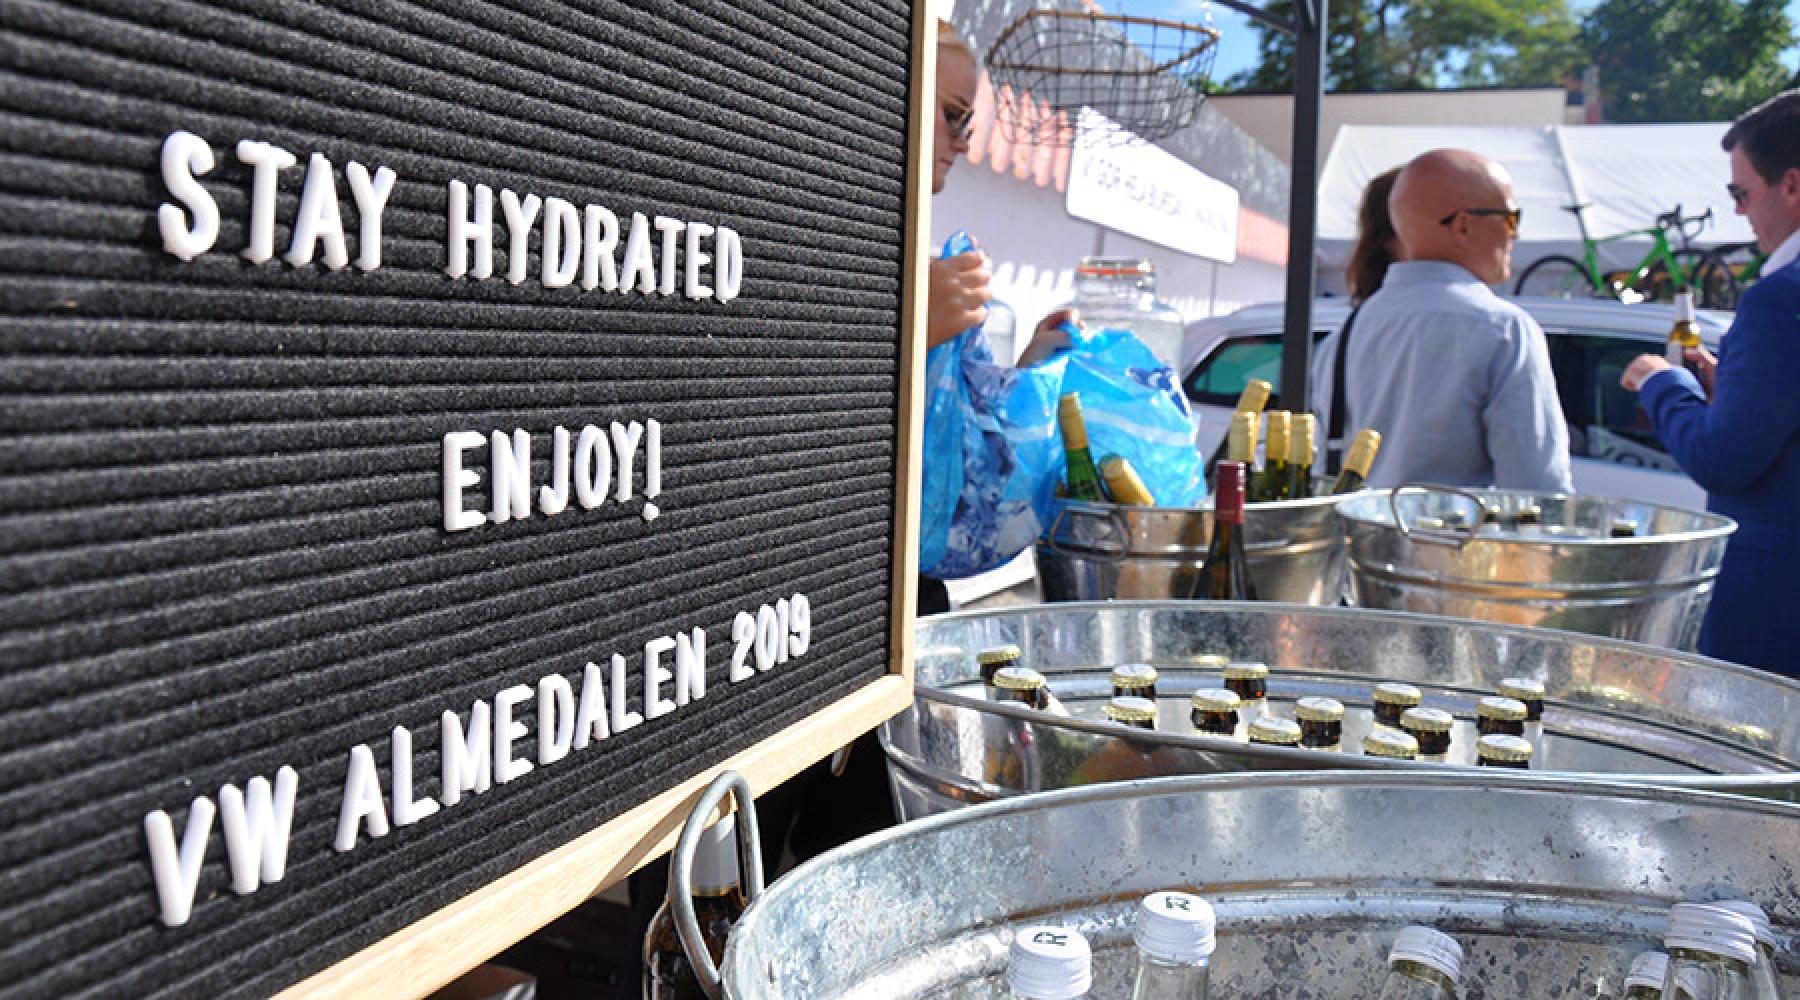 STAY HYDRATED
ENJOY!
VW ALMEDALEN 2019
R
R